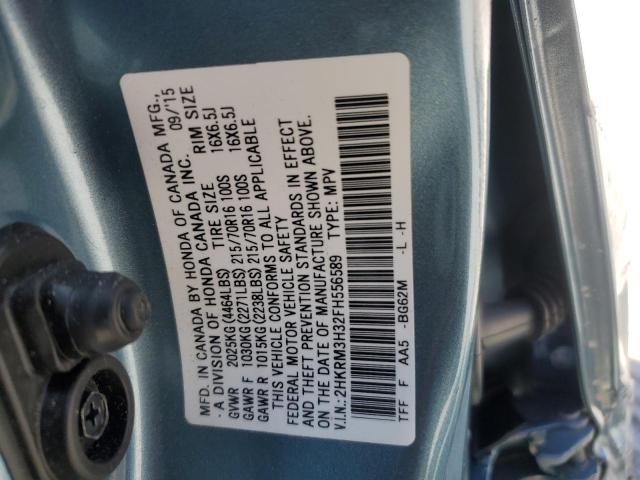 MFD. IN CANADA BY HONDA OF CANADA MFG.,
- A DIVISION OF HONDA CANADA INC. 09/'15
TIRE SIZE RIM SIZE
GVWR 2025KG(4464LBS)
GAWR F 1030KG(2271LBS) 215/70R16 100S 16X6.5J
GAWR R 1015KG(2238LBS) 215/70R16 100S 16X6.5J
THIS VEHICLE CONFORMS TO ALL APPLICABLE
FEDERAL MOTOR VEHICLE SAFETY
AND THEFT PREVENTION STANDARDS IN EFFECT
ON THE DATE OF MANUFACTURE SHOWN ABOVE.
V.I.N.: 2HKRM3H32FH556589 TYPE: MPV
TFF F AA5 -BG62M -L -H